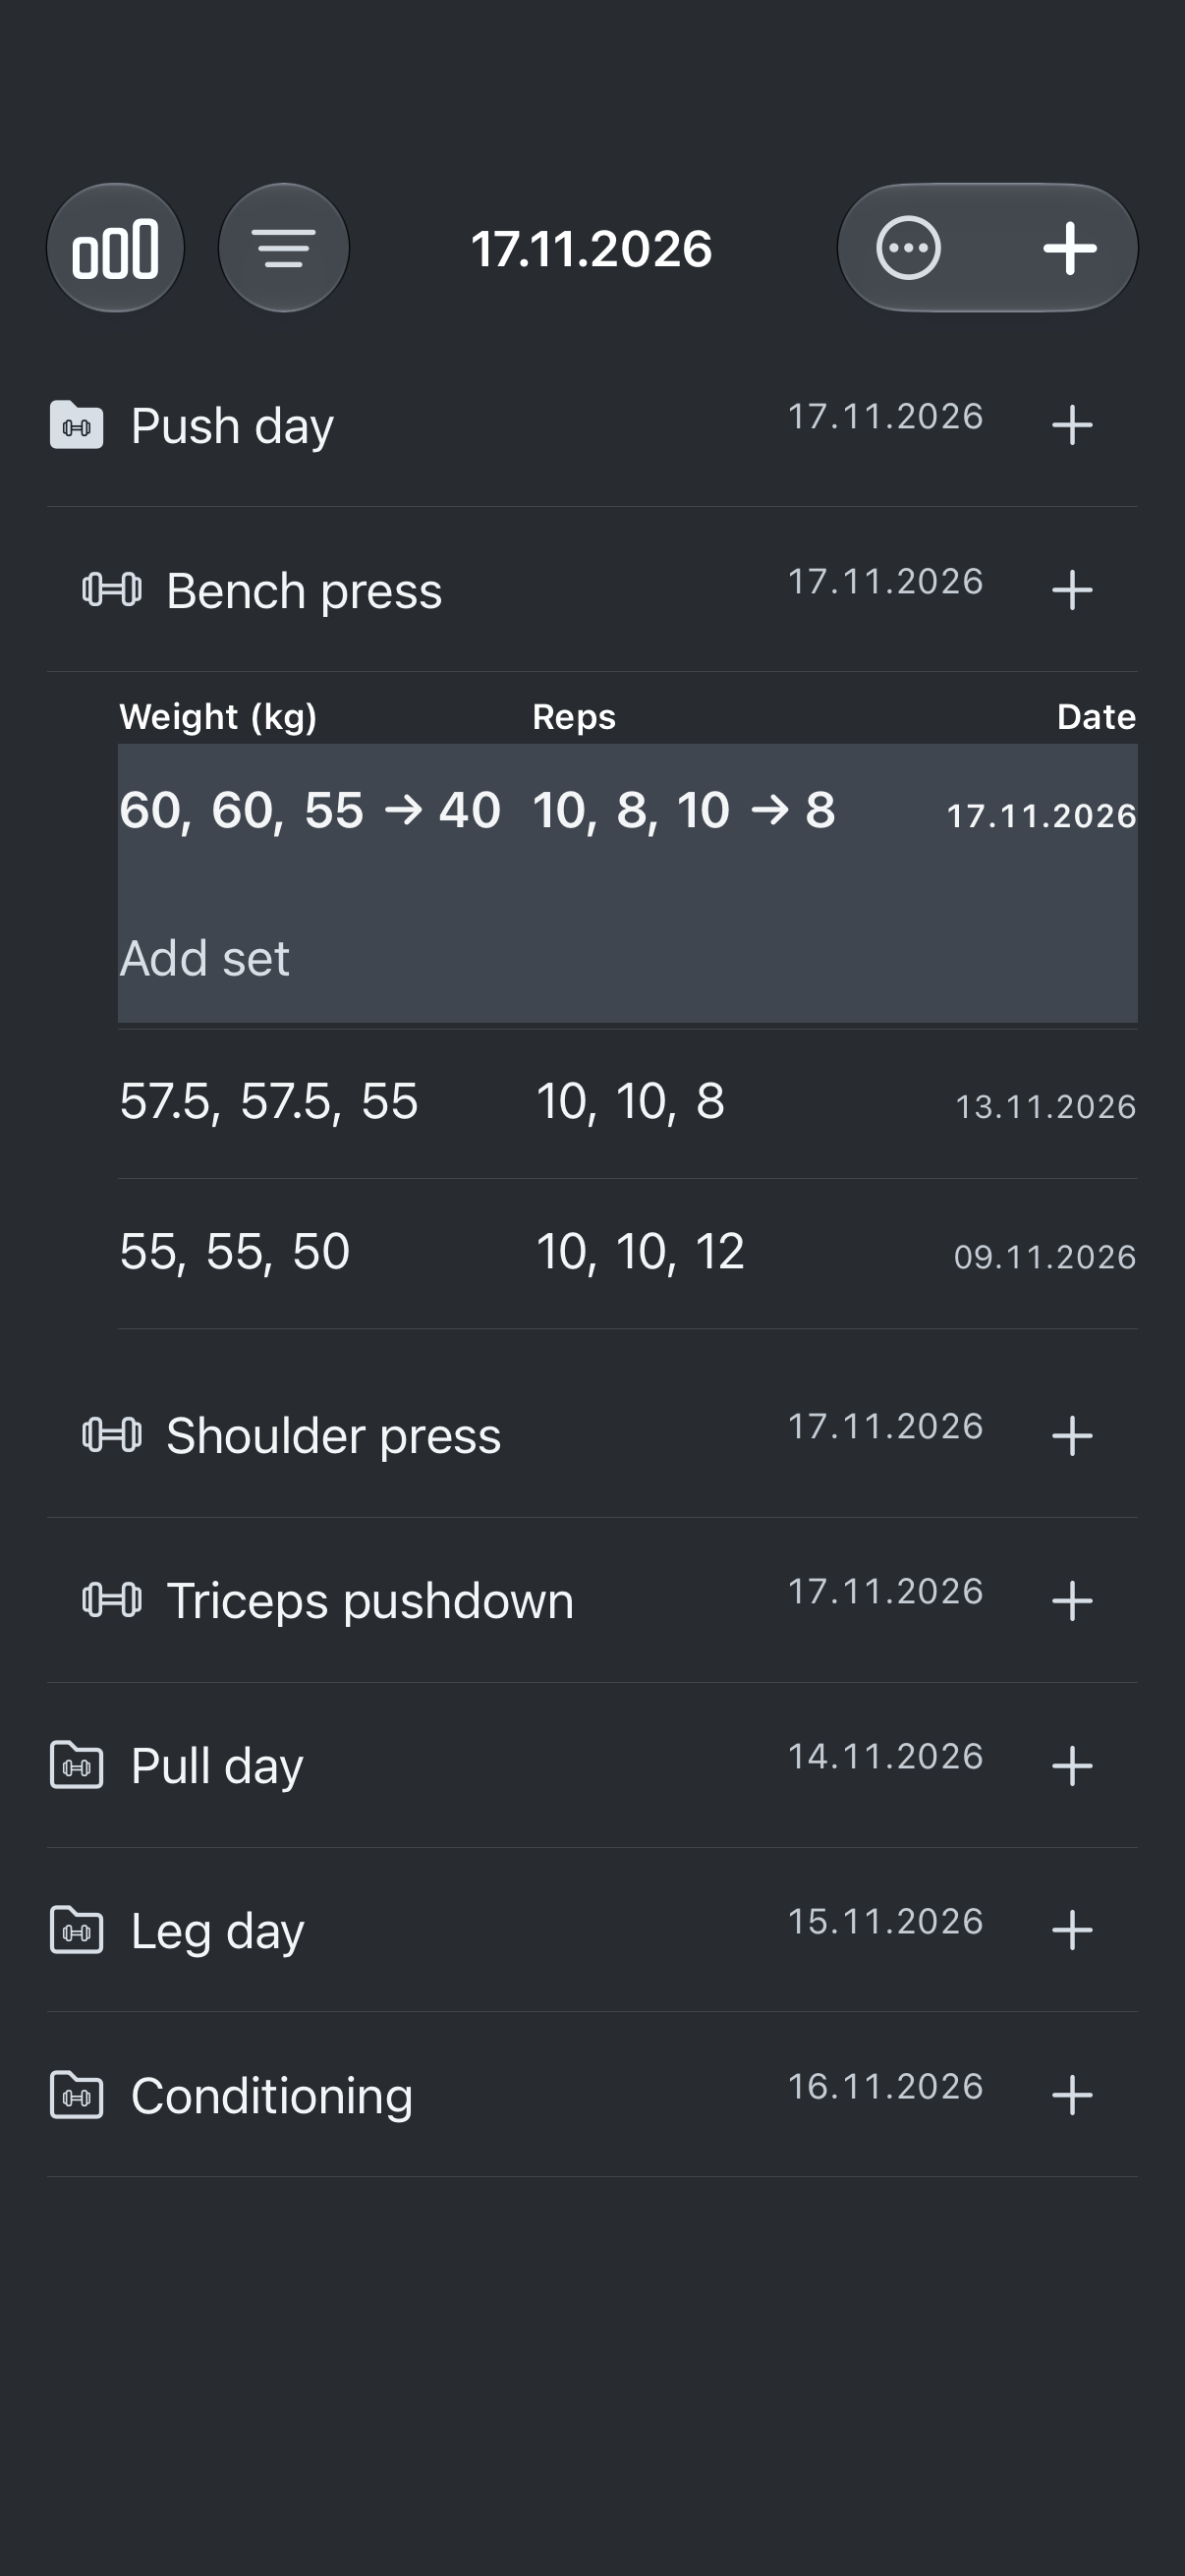 17.11.2026
Push day 17.11.2026
Bench press 17.11.2026
Weight (kg) Reps Date
60, 60, 55 → 40 10, 8, 10 → 8 17.11.2026
Add set
57.5, 57.5, 55 10, 10, 8 13.11.2026
55, 55, 50 10, 10, 12 09.11.2026
Shoulder press 17.11.2026
Triceps pushdown 17.11.2026
Pull day 14.11.2026
Leg day 15.11.2026
Conditioning 16.11.2026